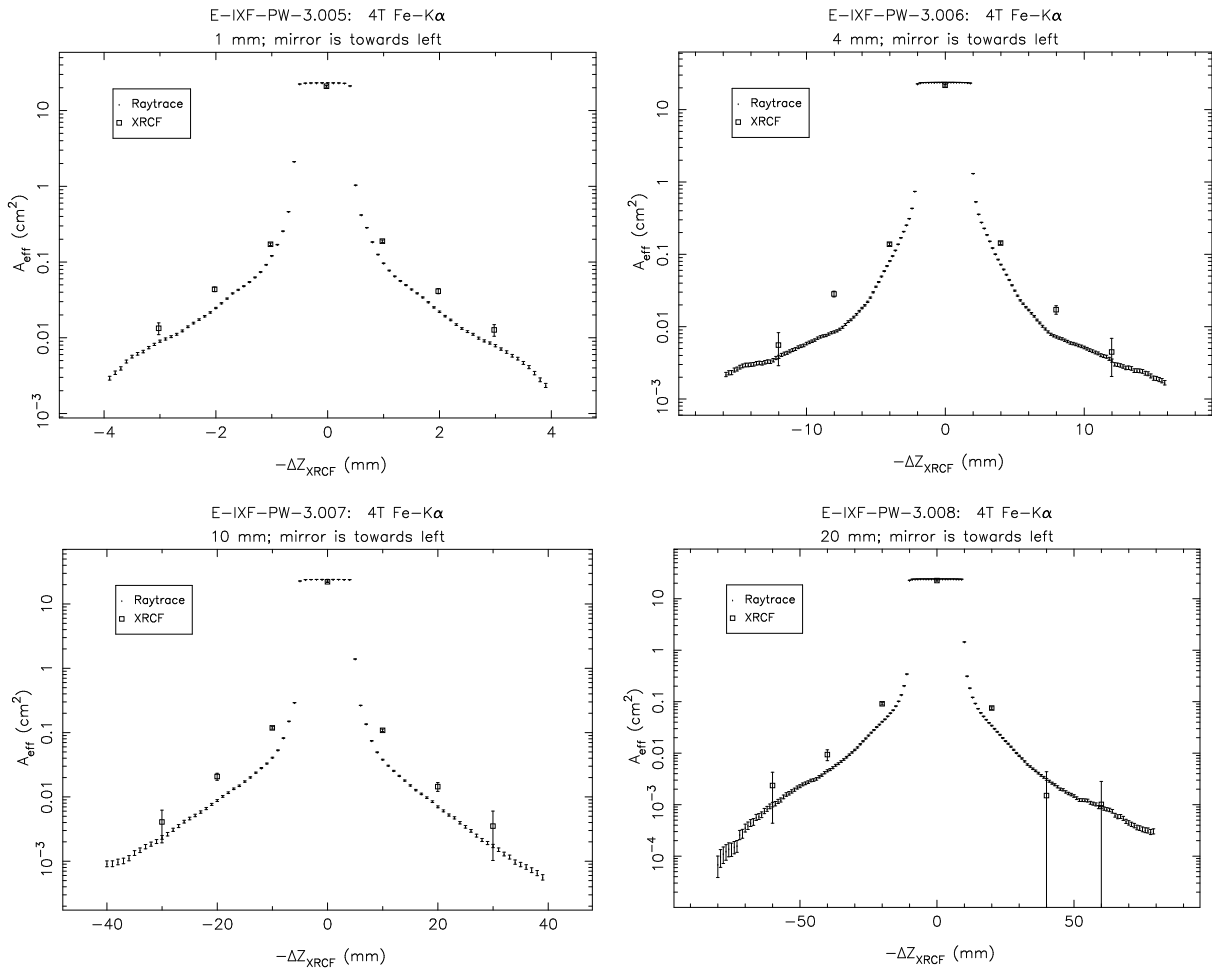 E-IXF-PW-3.005: 4T Fe-Kα
1 mm; mirror is towards left
Raytrace
XRCF
A_eff (cm²)
10
1
0.1
0.01
10⁻³
-4 -2 0 2 4
-ΔZ_XRCF (mm)
E-IXF-PW-3.006: 4T Fe-Kα
4 mm; mirror is towards left
Raytrace
XRCF
A_eff (cm²)
10
1
0.1
0.01
10⁻³
-10 0 10
-ΔZ_XRCF (mm)
E-IXF-PW-3.007: 4T Fe-Kα
10 mm; mirror is towards left
Raytrace
XRCF
A_eff (cm²)
10
1
0.1
0.01
10⁻³
-40 -20 0 20 40
-ΔZ_XRCF (mm)
E-IXF-PW-3.008: 4T Fe-Kα
20 mm; mirror is towards left
Raytrace
XRCF
A_eff (cm²)
10
1
0.1
0.01
10⁻³
10⁻⁴
-50 0 50
-ΔZ_XRCF (mm)